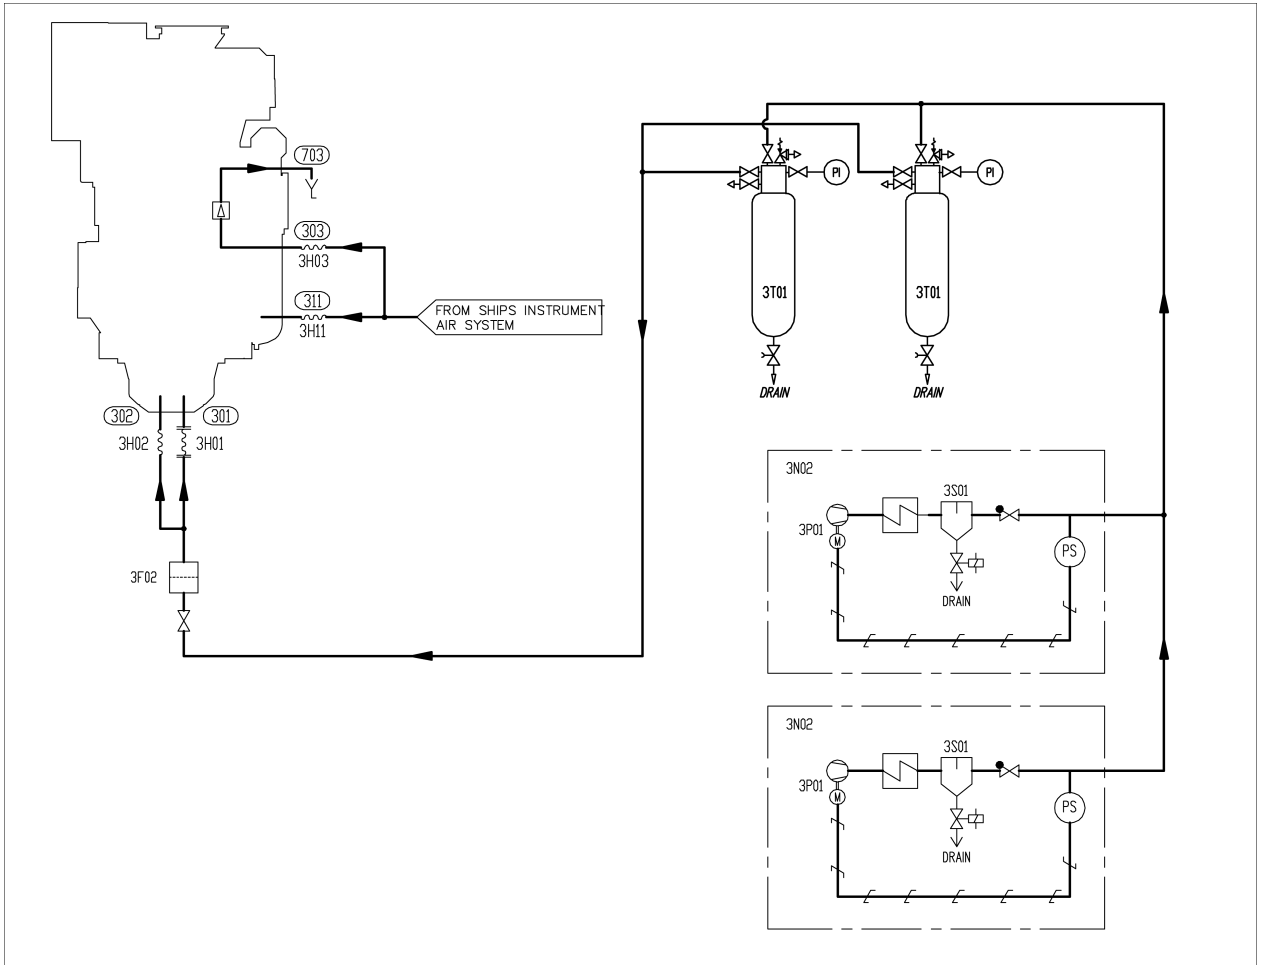 703
303
3H03
311
3H11
FROM SHIPS INSTRUMENT
AIR SYSTEM
302
301
3H02
3H01
3F02
PI
PI
3T01
3T01
DRAIN
DRAIN
3N02
3S01
3P01
M
PS
DRAIN
3N02
3S01
3P01
M
PS
DRAIN